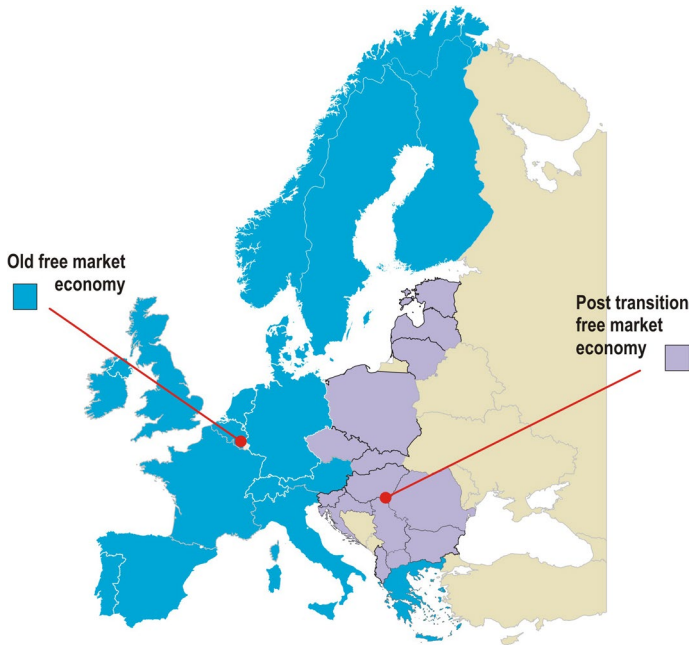 Old free market
economy
Post transition
free market
economy